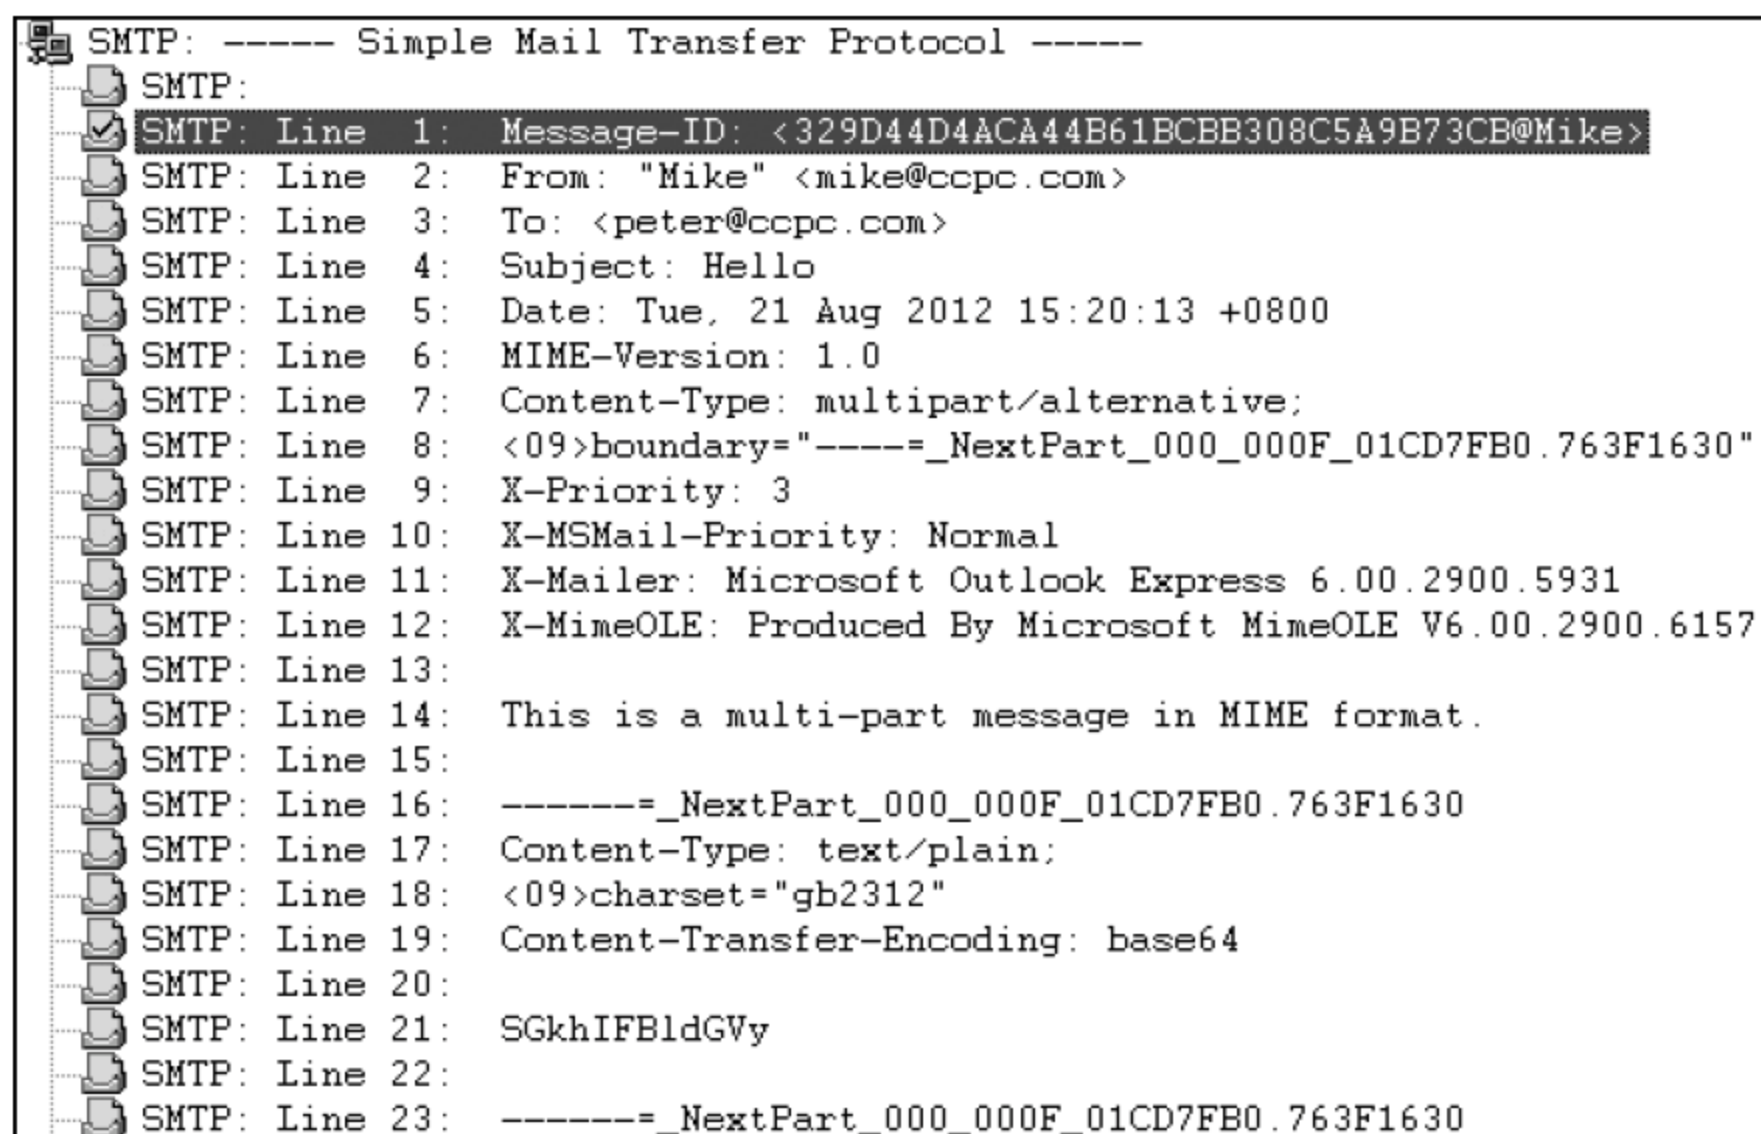 SMTP: ----- Simple Mail Transfer Protocol -----
SMTP:
SMTP: Line 1: Message-ID: <329D44D4ACA44B61BCBB308C5A9B73CB@Mike>
SMTP: Line 2: From: "Mike" <mike@ccpc.com>
SMTP: Line 3: To: <peter@ccpc.com>
SMTP: Line 4: Subject: Hello
SMTP: Line 5: Date: Tue, 21 Aug 2012 15:20:13 +0800
SMTP: Line 6: MIME-Version: 1.0
SMTP: Line 7: Content-Type: multipart/alternative;
SMTP: Line 8: <09>boundary="----=_NextPart_000_000F_01CD7FB0.763F1630"
SMTP: Line 9: X-Priority: 3
SMTP: Line 10: X-MSMail-Priority: Normal
SMTP: Line 11: X-Mailer: Microsoft Outlook Express 6.00.2900.5931
SMTP: Line 12: X-MimeOLE: Produced By Microsoft MimeOLE V6.00.2900.6157
SMTP: Line 13:
SMTP: Line 14: This is a multi-part message in MIME format.
SMTP: Line 15:
SMTP: Line 16: ------=_NextPart_000_000F_01CD7FB0.763F1630
SMTP: Line 17: Content-Type: text/plain;
SMTP: Line 18: <09>charset="gb2312"
SMTP: Line 19: Content-Transfer-Encoding: base64
SMTP: Line 20:
SMTP: Line 21: SGkhIFBldGVy
SMTP: Line 22:
SMTP: Line 23: ------=_NextPart_000_000F_01CD7FB0.763F1630